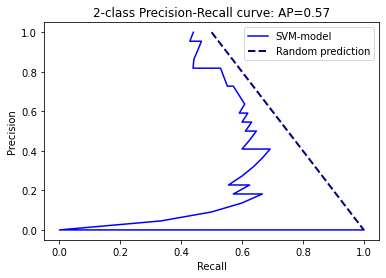 2-class Precision-Recall curve: AP=0.57
SVM-model
Random prediction
Precision
1.0
0.8
0.6
0.4
0.2
0.0
0.0 0.2 0.4 0.6 0.8 1.0
Recall